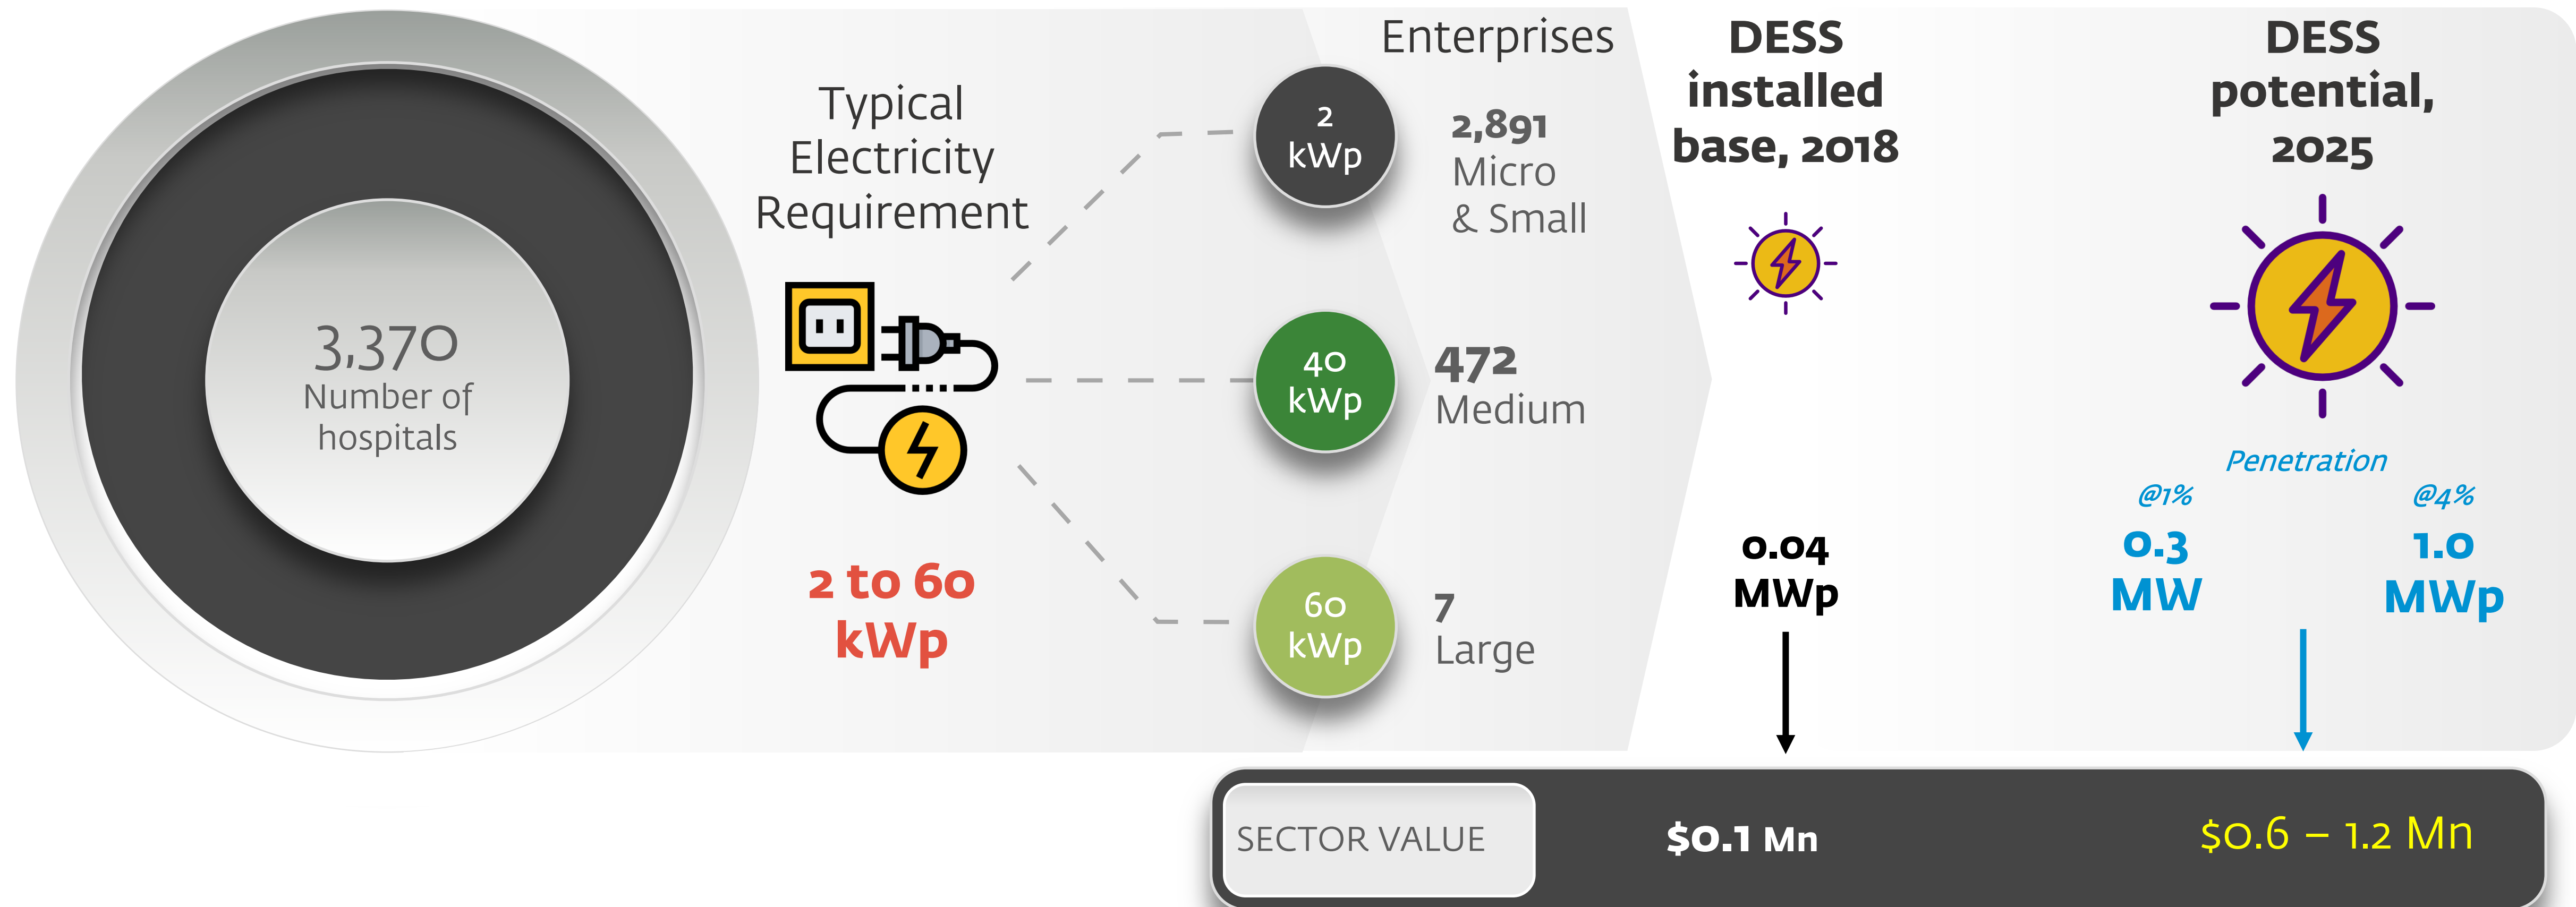 3,370
Number of
hospitals
Typical
Electricity
Requirement
2 to 60
kWp
Enterprises
2
kWp
2,891
Micro
& Small
40
kWp
472
Medium
60
kWp
7
Large
DESS
installed
base, 2018
0.04
MWp
DESS
potential,
2025
Penetration
@1%
@4%
0.3
MW
1.0
MWp
SECTOR VALUE
$0.1 Mn
$0.6 – 1.2 Mn